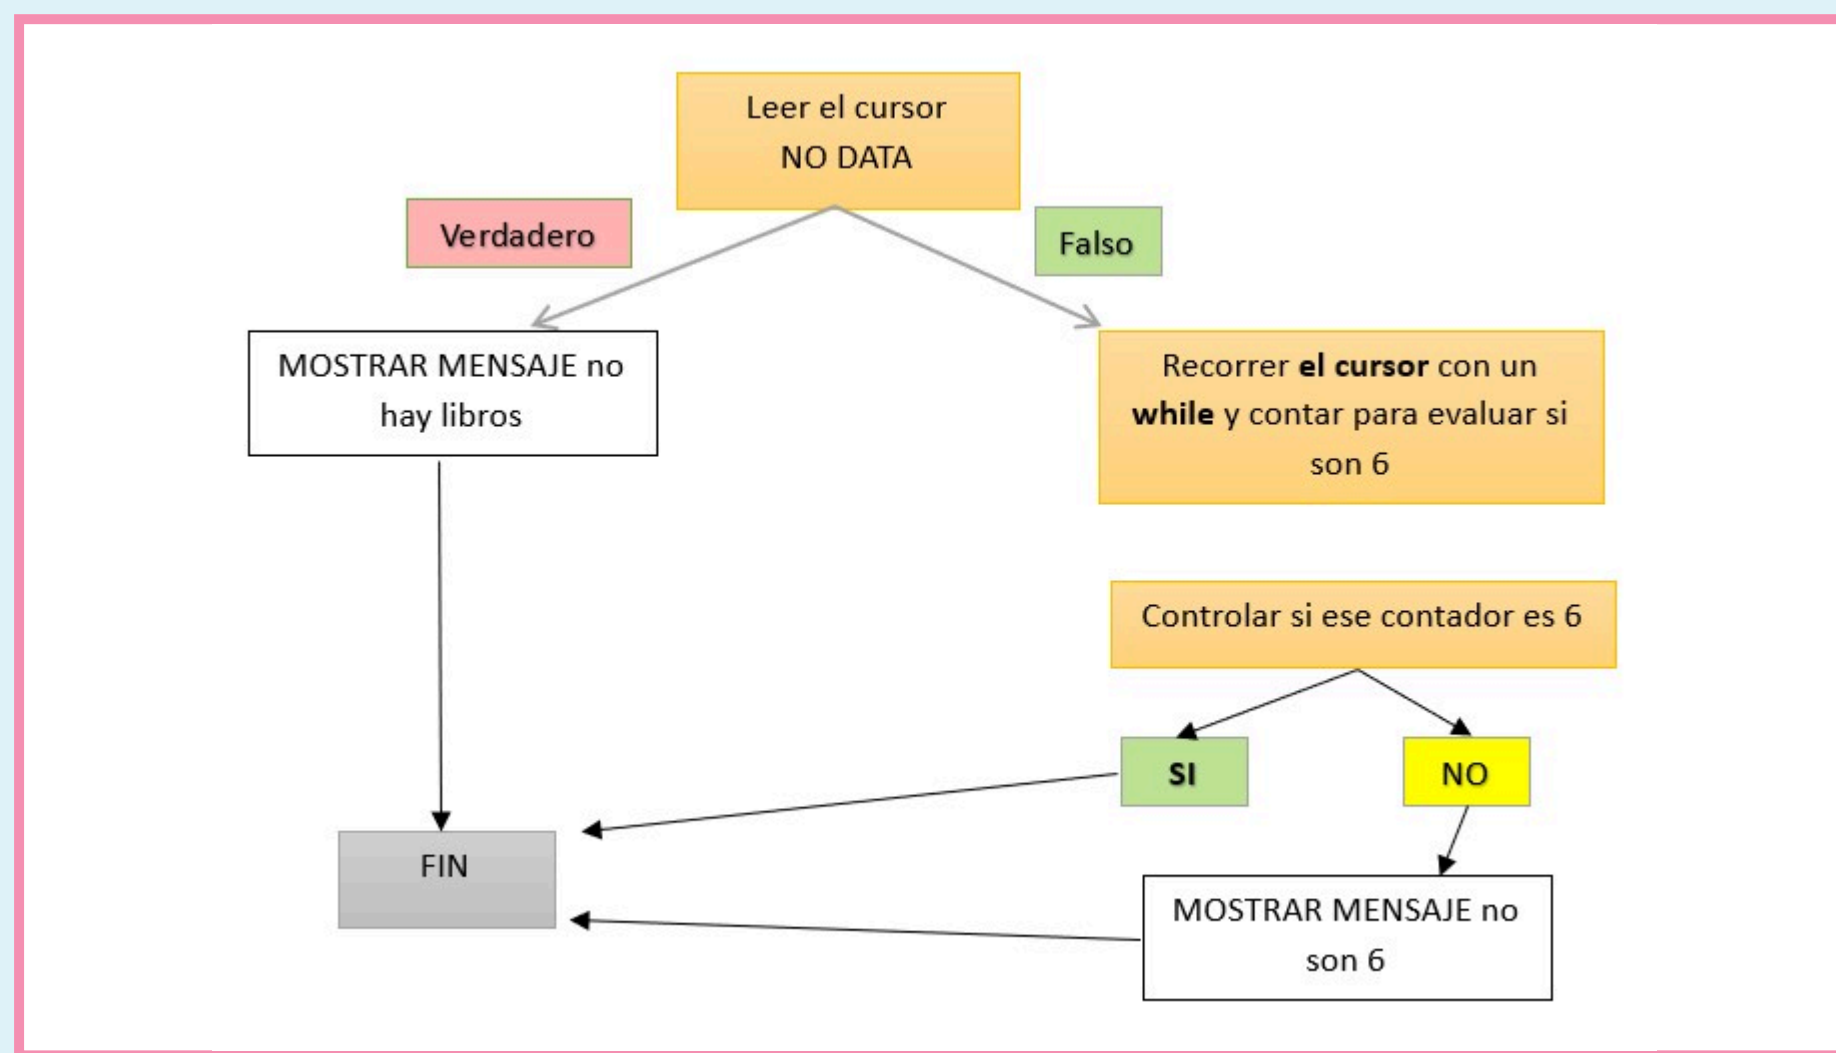 Leer el cursor
NO DATA
Verdadero
Falso
MOSTRAR MENSAJE no
hay libros
Recorrer el cursor con un
while y contar para evaluar si
son 6
Controlar si ese contador es 6
SI
NO
FIN
MOSTRAR MENSAJE no
son 6